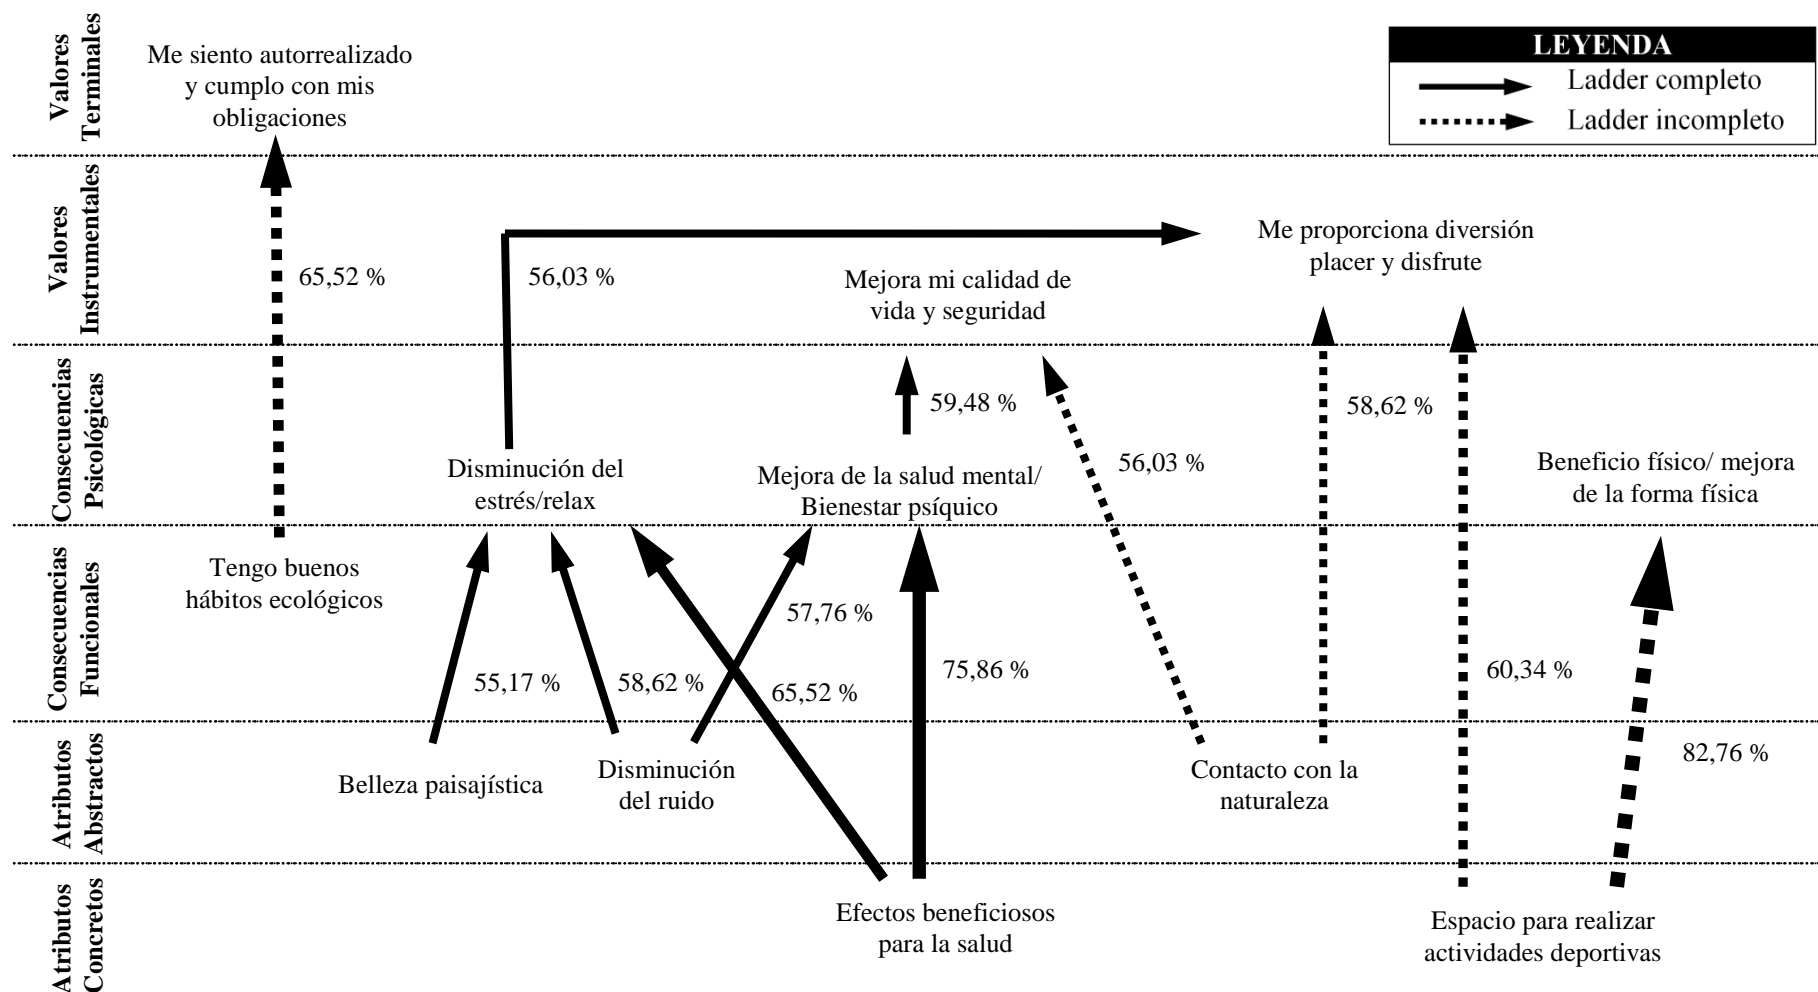 LEYENDA
Ladder completo
Ladder incompleto
Valores
Terminales
Me siento autorrealizado
y cumplo con mis
obligaciones
Valores
Instrumentales
65,52 %
56,03 %
Mejora mi calidad de
vida y seguridad
Me proporciona diversión
placer y disfrute
Consecuencias
Psicológicas
59,48 %
58,62 %
56,03 %
Disminución del
estrés/relax
Mejora de la salud mental/
Bienestar psíquico
Beneficio físico/ mejora
de la forma física
Consecuencias
Funcionales
Tengo buenos
hábitos ecológicos
57,76 %
55,17 %
58,62 %
65,52 %
75,86 %
60,34 %
Atributos
Abstractos
Belleza paisajística
Disminución
del ruido
Contacto con la
naturaleza
82,76 %
Atributos
Concretos
Efectos beneficiosos
para la salud
Espacio para realizar
actividades deportivas